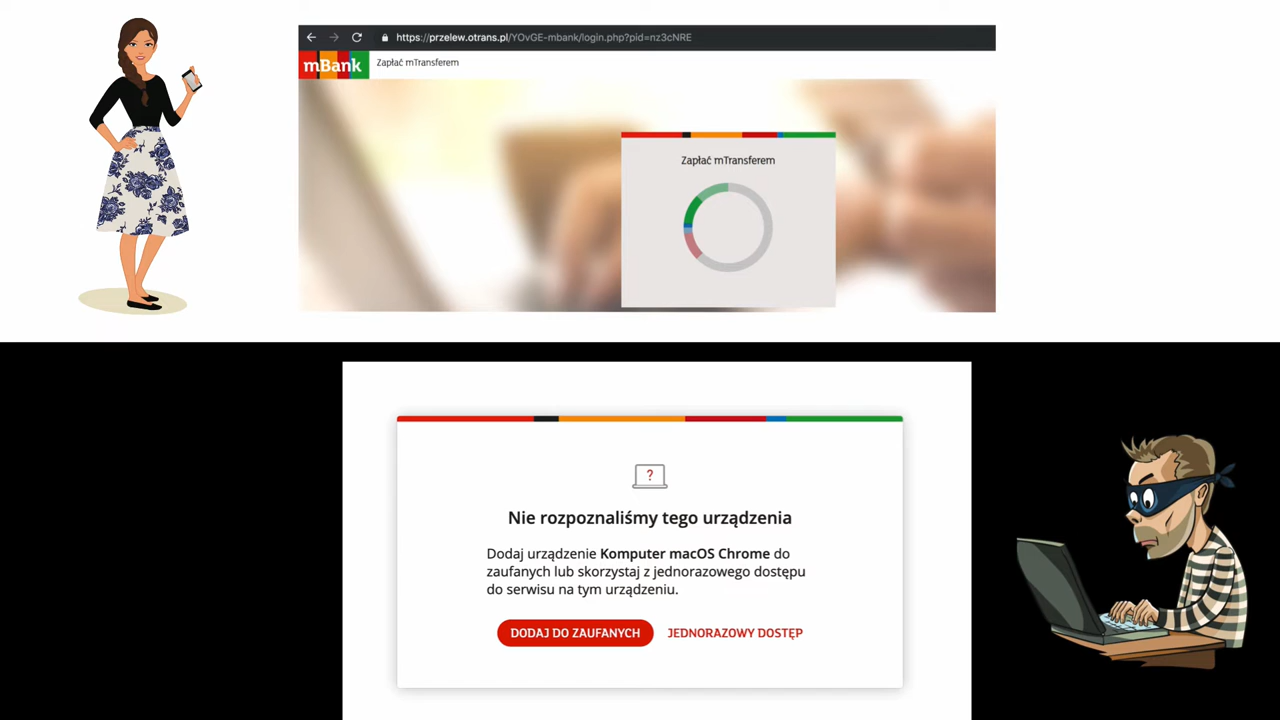 https://przelew.otrans.pl/YOvGE-mbank/login.php?pid=nz3cNRE
mBank Zapłać mTransferem
Zapłać mTransferem
?
Nie rozpoznaliśmy tego urządzenia
Dodaj urządzenie Komputer macOS Chrome do
zaufanych lub skorzystaj z jednorazowego dostępu
do serwisu na tym urządzeniu.
DODAJ DO ZAUFANYCH JEDNORAZOWY DOSTĘP